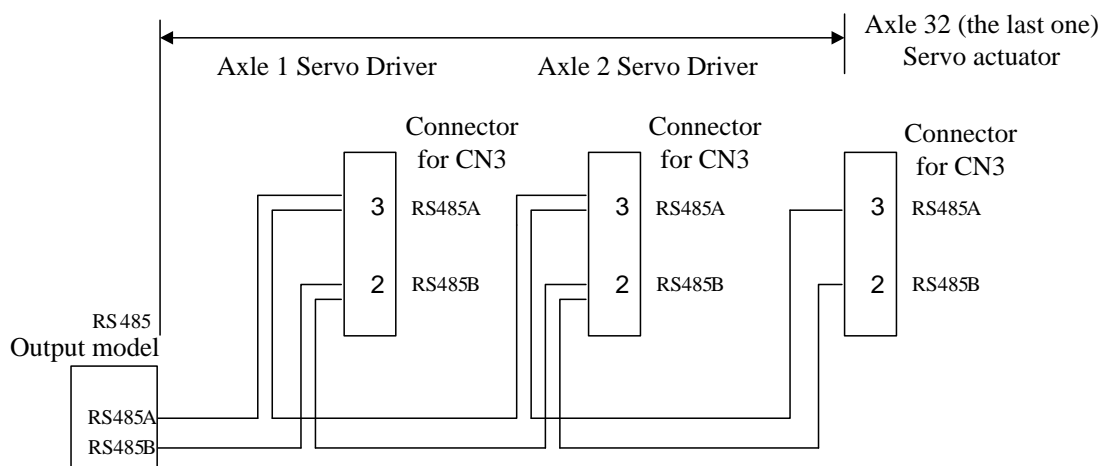 Axle 32 (the last one)
Servo actuator
Axle 1 Servo Driver
Axle 2 Servo Driver
Connector
for CN3
Connector
for CN3
Connector
for CN3
3
RS485A
3
RS485A
3
RS485A
2
RS485B
2
RS485B
2
RS485B
RS485
Output model
RS485A
RS485B